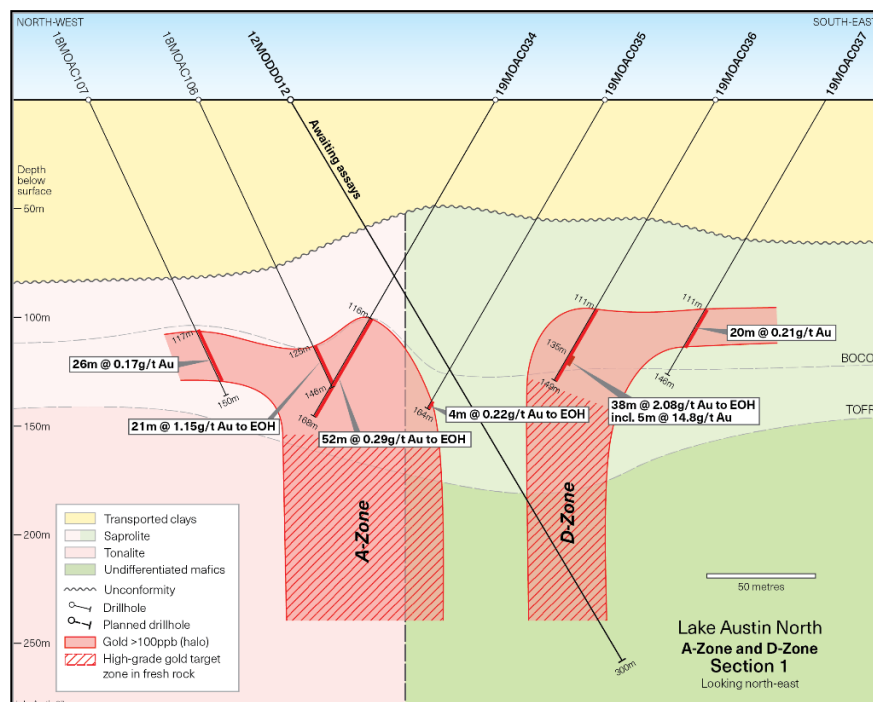 NORTH-WEST
SOUTH-EAST
18MOAC107
18MOAC106
12MODD012
19MOAC034
19MOAC035
19MOAC036
19MOAC037
Awaiting assays
Depth
below
surface
50m
100m
150m
200m
250m
117m
150m
125m
146m
116m
168m
164m
111m
135m
149m
111m
146m
300m
26m @ 0.17g/t Au
21m @ 1.15g/t Au to EOH
52m @ 0.29g/t Au to EOH
4m @ 0.22g/t Au to EOH
38m @ 2.08g/t Au to EOH
incl. 5m @ 14.8g/t Au
20m @ 0.21g/t Au
BOCO
TOFR
A-Zone
D-Zone
Transported clays
Saprolite
Tonalite
Undifferentiated mafics
Unconformity
Drillhole
Planned drillhole
Gold >100ppb (halo)
High-grade gold target
zone in fresh rock
50 metres
Lake Austin North
A-Zone and D-Zone
Section 1
Looking north-east